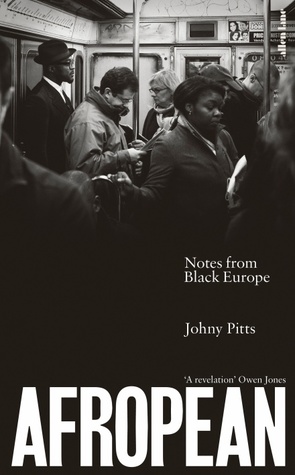 allen lane
Notes from
Black Europe
Johny Pitts
‘A revelation’ Owen Jones
AFROPEAN